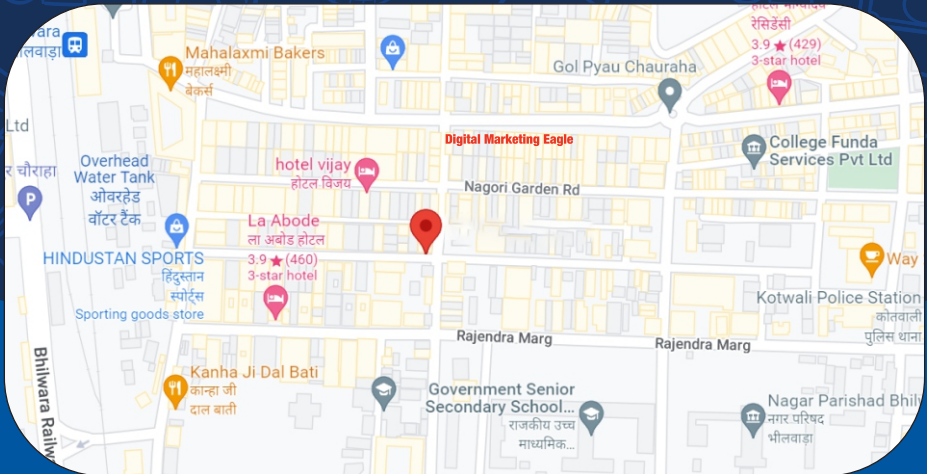 लवाड़ा
Mahalaxmi Bakers
महालक्ष्मी
बेकर्स
Gol Pyau Chauraha
रेसिडेंसी
3.9 ★ (429)
3-star hotel
Ltd
Digital Marketing Eagle
College Funda
Services Pvt Ltd
र चौराहा
P
Overhead
Water Tank
ओवरहेड
वॉटर टैंक
hotel vijay
होटल विजय
Nagori Garden Rd
La Abode
ला अबोड होटल
3.9 ★ (460)
3-star hotel
HINDUSTAN SPORTS
हिंदुस्तान
स्पोर्ट्स
Sporting goods store
Way
Kotwali Police Station
कोतवाली
पुलिस थाना
Rajendra Marg
Rajendra Marg
Bhilwara Railw
Kanha Ji Dal Bati
कान्हा जी
दाल बाटी
Government Senior
Secondary School...
राजकीय उच्च
माध्यमिक...
Nagar Parishad Bhil
नगर परिषद
भीलवाड़ा